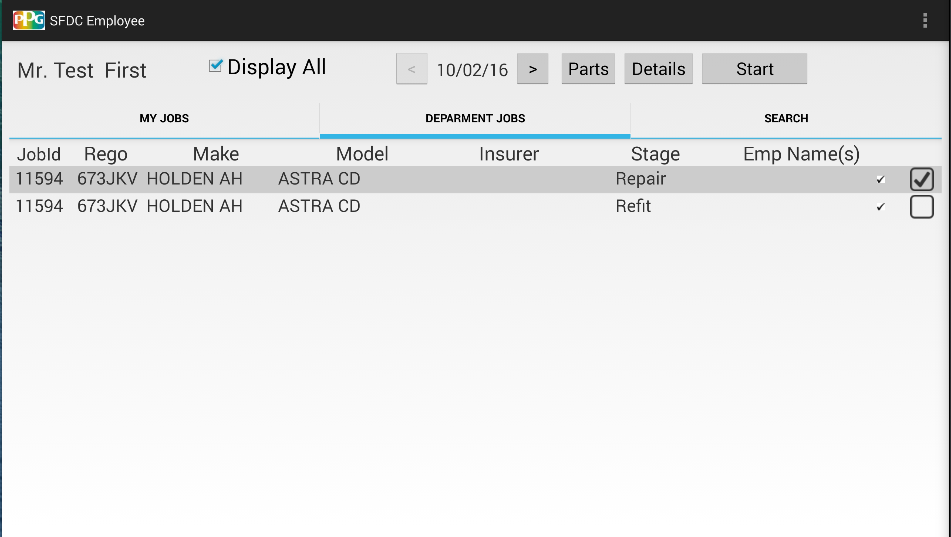 PPG SFDC Employee
Mr. Test First Display All < 10/02/16 > Parts Details Start
MY JOBS DEPARMENT JOBS SEARCH
JobId Rego Make Model Insurer Stage Emp Name(s)
11594 673JKV HOLDEN AH ASTRA CD Repair
11594 673JKV HOLDEN AH ASTRA CD Refit